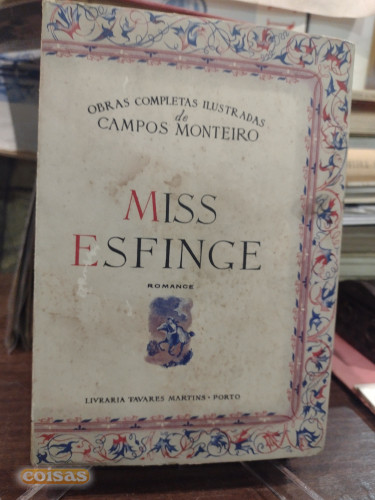 OBRAS COMPLETAS ILUSTRADAS
de
CAMPOS MONTEIRO
MISS
ESFINGE
ROMANCE
LIVRARIA TAVARES MARTINS · PORTO
coisas